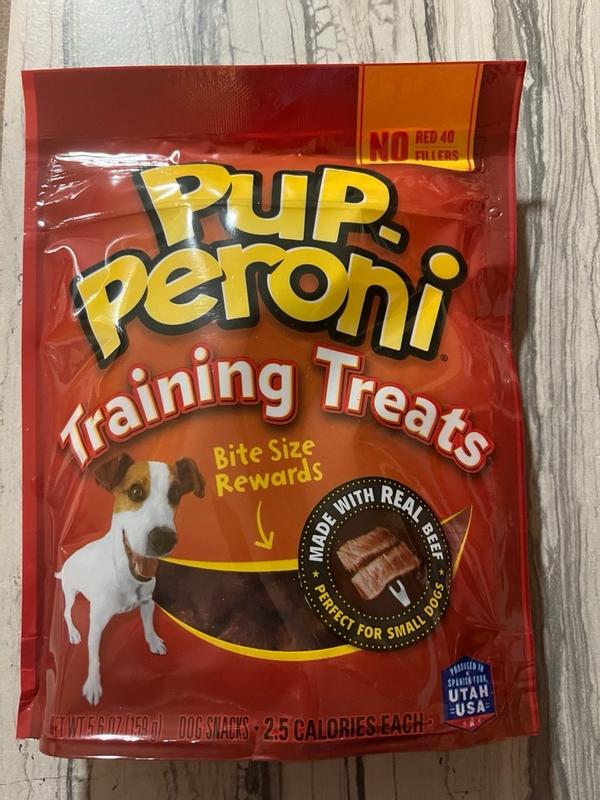 NO RED 40
FILLERS
PuP-
Peroni®
Training Treats
Bite Size
Rewards
MADE WITH REAL BEEF
★ PERFECT FOR SMALL DOGS ★
PRODUCED IN
SPANISH FORK,
UTAH
USA
NET WT 5.6 OZ (159 g) DOG SNACKS • 2.5 CALORIES EACH